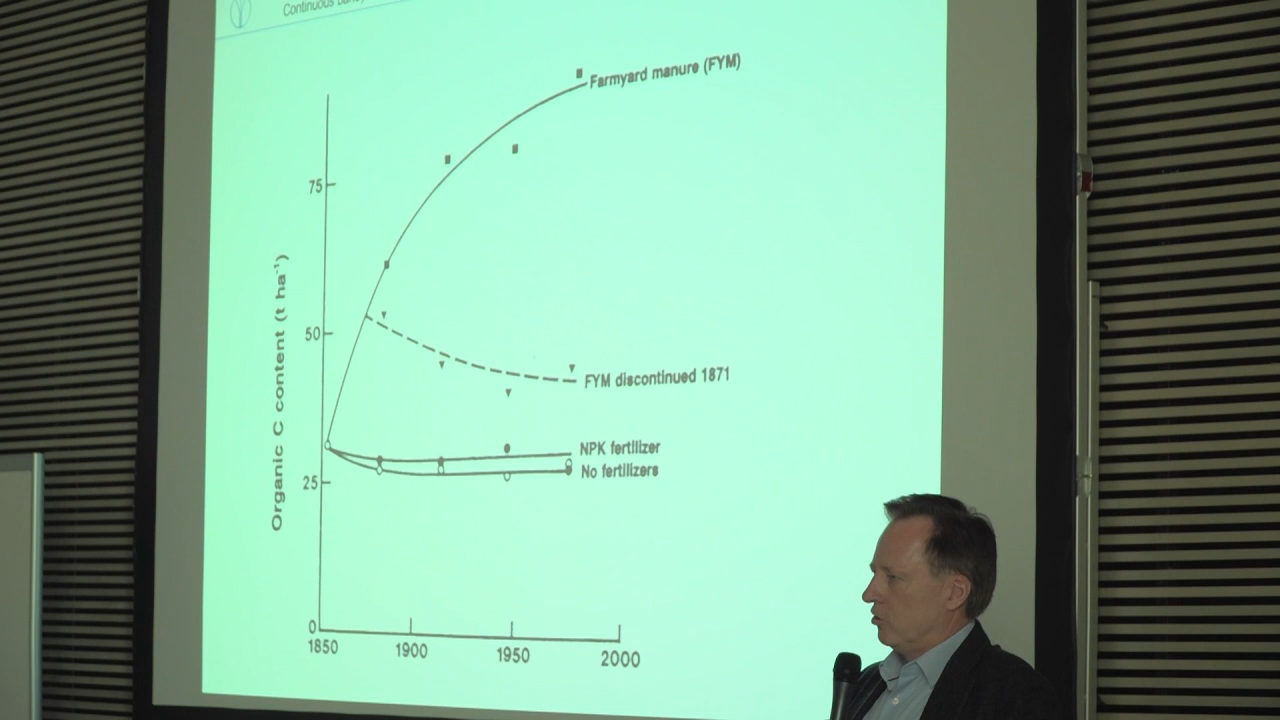 Continuous
Farmyard manure (FYM)
75
Organic C content (t ha⁻¹)
50
FYM discontinued 1871
NPK fertilizer
No fertilizers
25
0
1850
1900
1950
2000